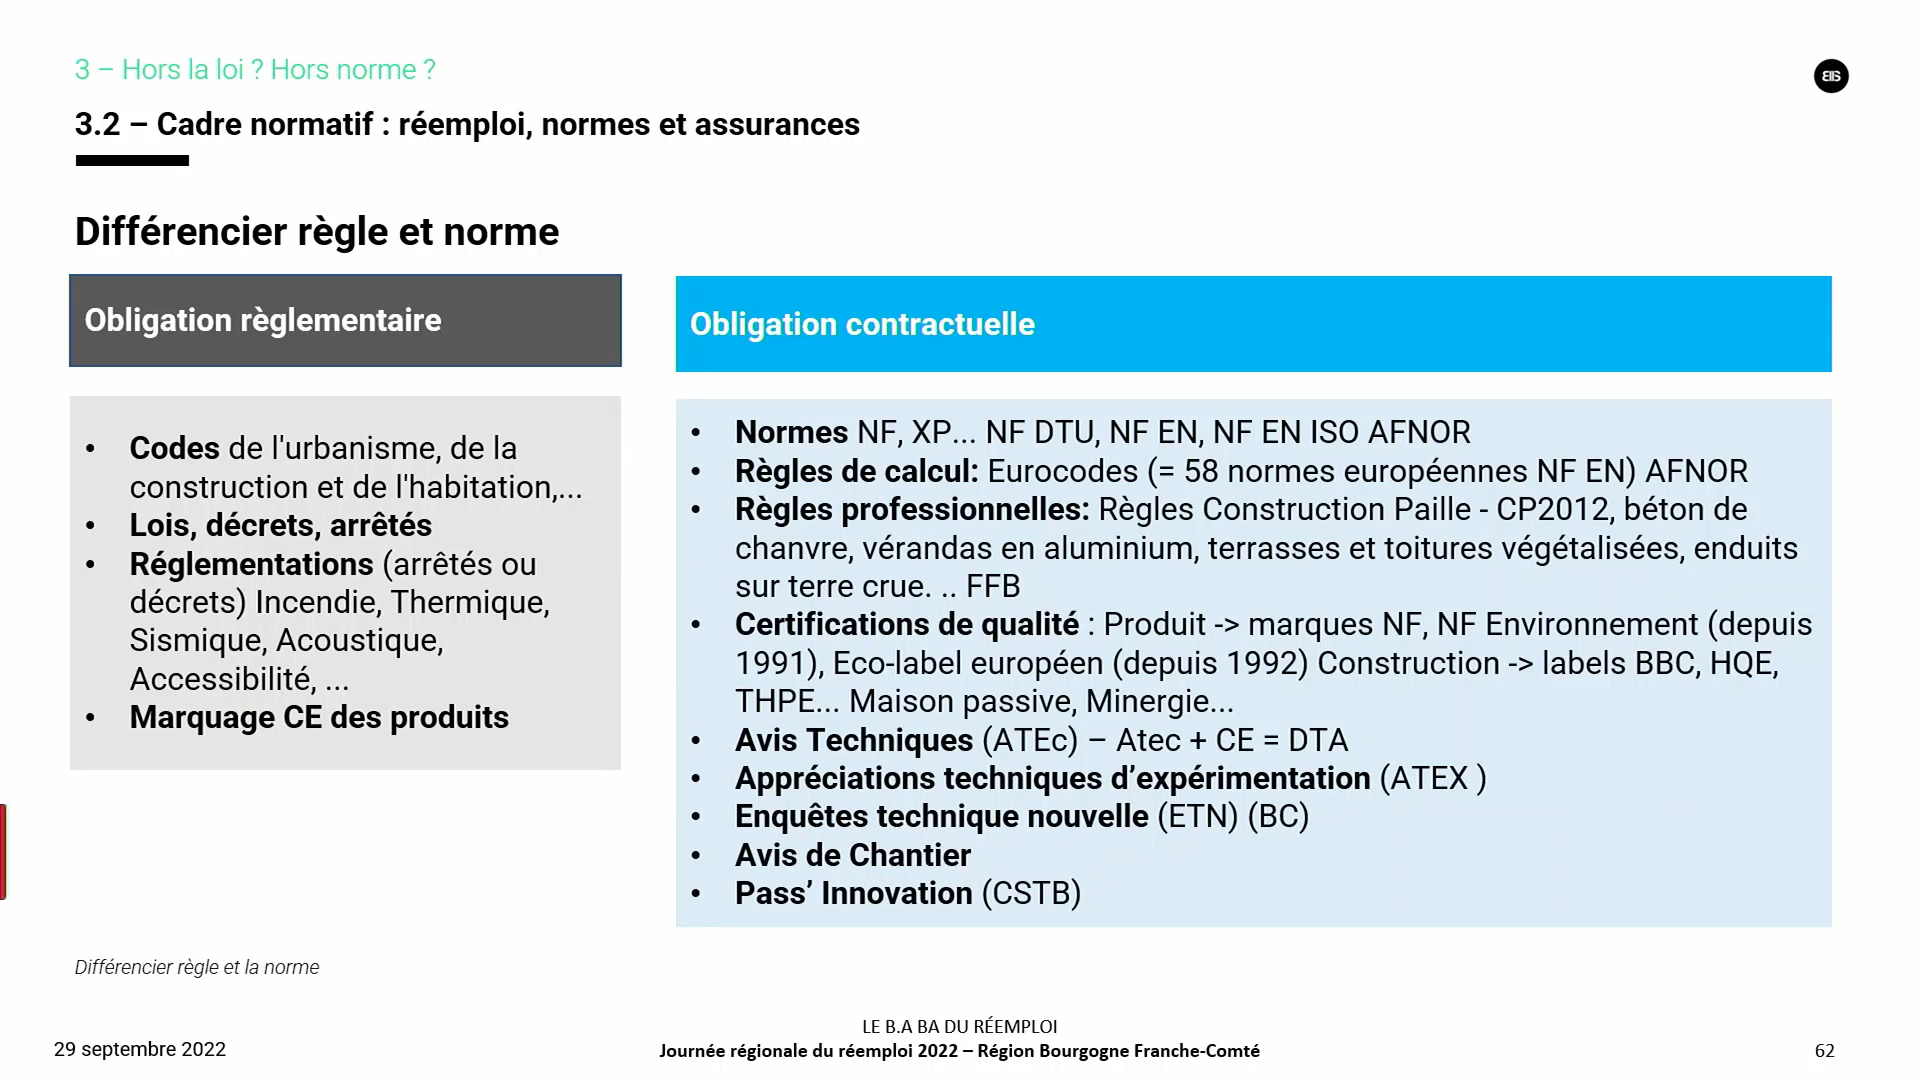 3 – Hors la loi ? Hors norme ?
3.2 – Cadre normatif : réemploi, normes et assurances
Différencier règle et norme
Obligation règlementaire
• Codes de l'urbanisme, de la
construction et de l'habitation,...
• Lois, décrets, arrêtés
• Réglementations (arrêtés ou
décrets) Incendie, Thermique,
Sismique, Acoustique,
Accessibilité, ...
• Marquage CE des produits
Obligation contractuelle
• Normes NF, XP... NF DTU, NF EN, NF EN ISO AFNOR
• Règles de calcul: Eurocodes (= 58 normes européennes NF EN) AFNOR
• Règles professionnelles: Règles Construction Paille - CP2012, béton de
chanvre, vérandas en aluminium, terrasses et toitures végétalisées, enduits
sur terre crue. .. FFB
• Certifications de qualité : Produit -> marques NF, NF Environnement (depuis
1991), Eco-label européen (depuis 1992) Construction -> labels BBC, HQE,
THPE... Maison passive, Minergie...
• Avis Techniques (ATEc) – Atec + CE = DTA
• Appréciations techniques d’expérimentation (ATEX )
• Enquêtes technique nouvelle (ETN) (BC)
• Avis de Chantier
• Pass’ Innovation (CSTB)
Différencier règle et la norme
LE B.A BA DU RÉEMPLOI
29 septembre 2022
Journée régionale du réemploi 2022 – Région Bourgogne Franche-Comté
62